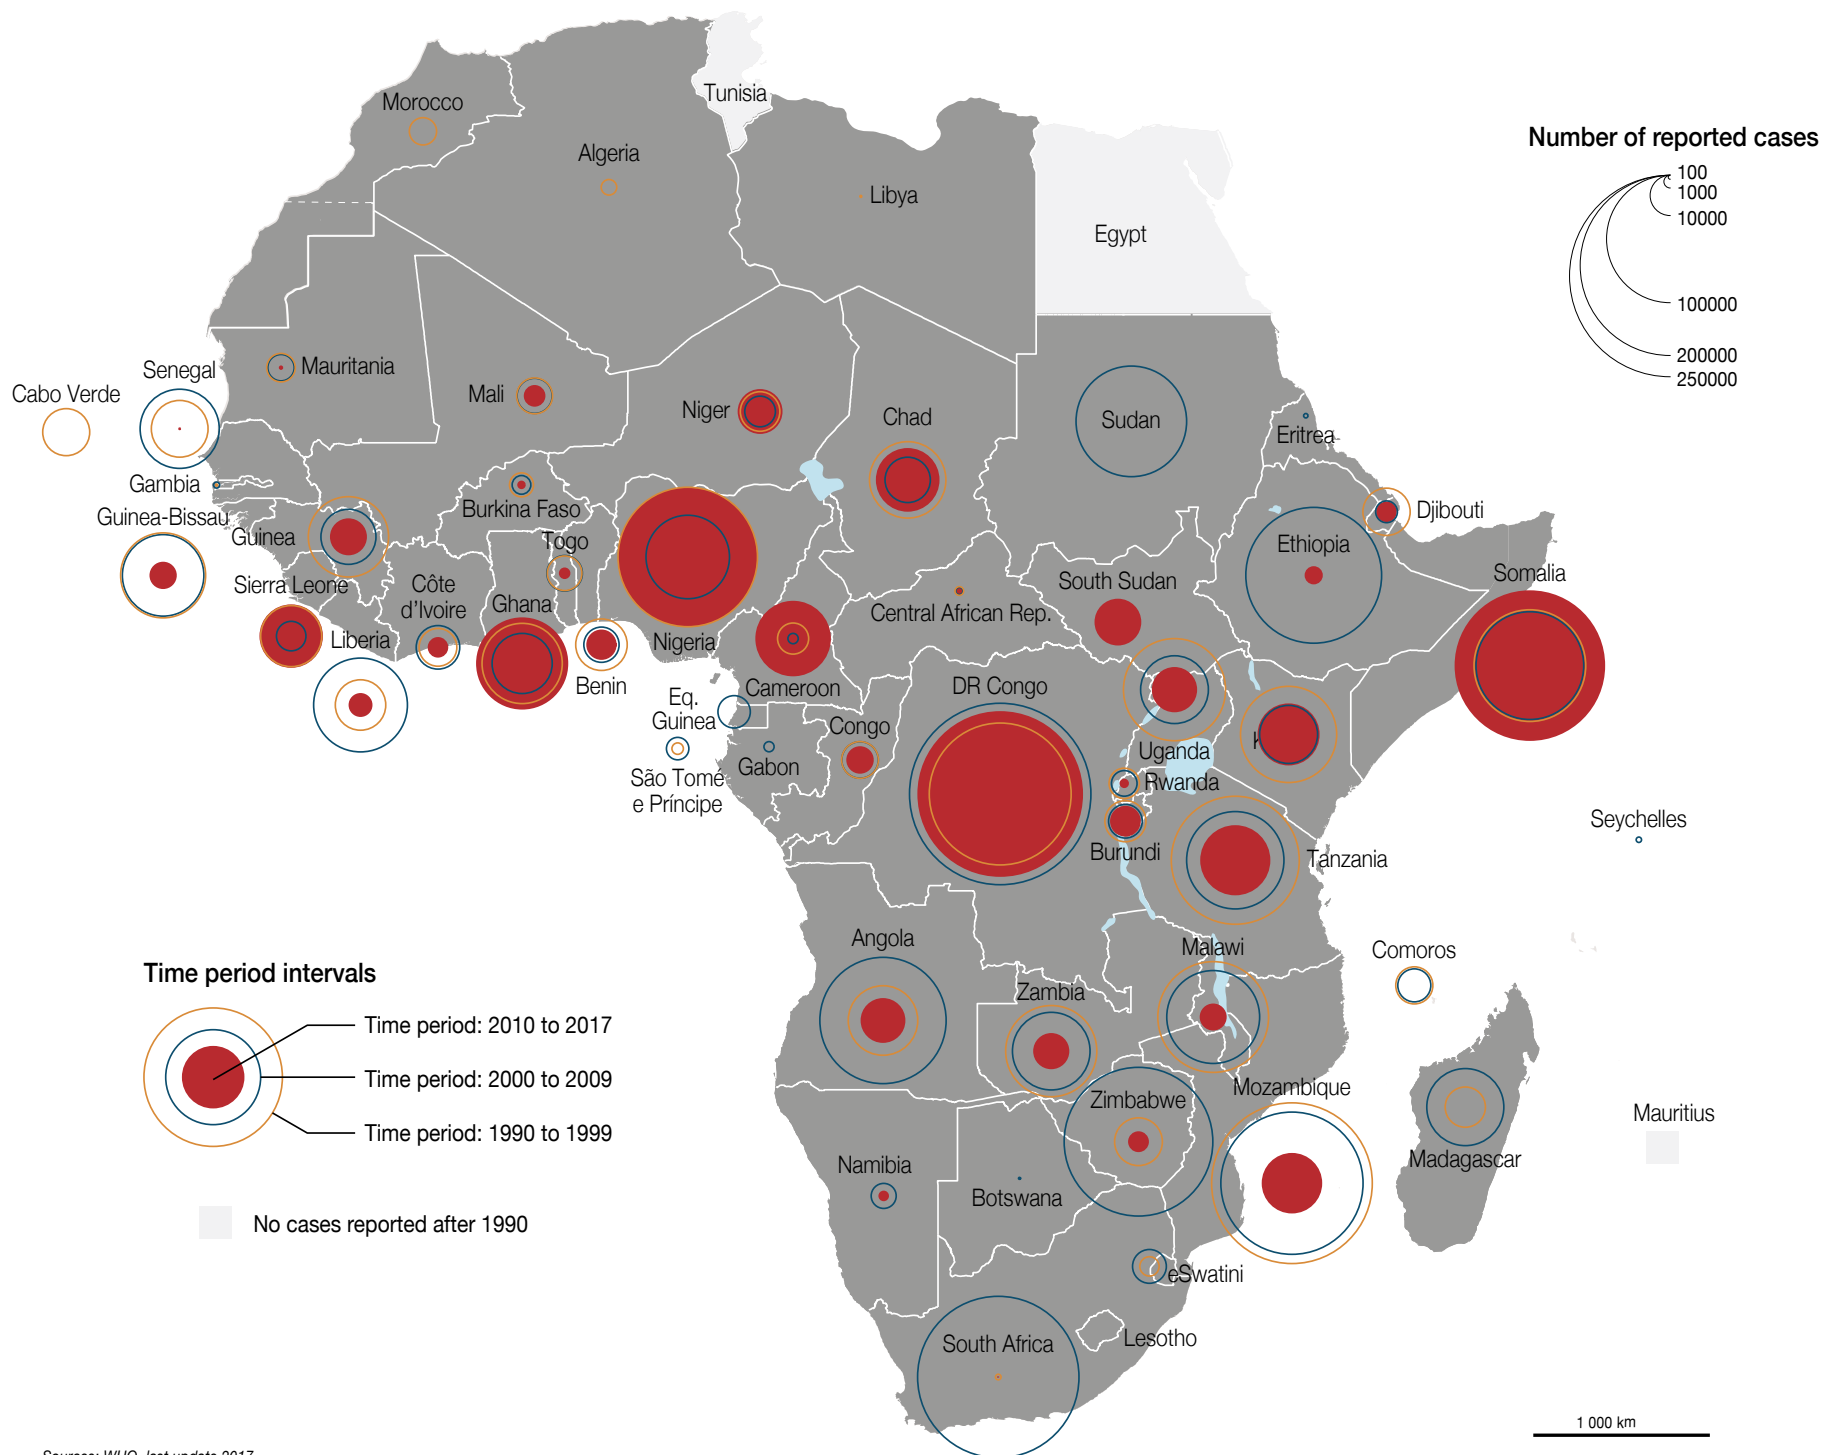 Tunisia
Morocco
Number of reported cases
Algeria
100
1000
Libya
10000
Egypt
100000
200000
Senegal
Mauritania
250000
Cabo Verde
Mali
Niger
Chad
Sudan
Eritrea
Gambia
Burkina Faso
Djibouti
Guinea-Bissau
Guinea
Togo
Ethiopia
Somalia
Sierra Leone
Côte
d'Ivoire
Ghana
South Sudan
Central African Rep.
Liberia
Nigeria
Benin
Cameroon
DR Congo
Eq.
Guinea
Congo
K
Uganda
Gabon
São Tomé
e Príncipe
Rwanda
Seychelles
Burundi
Tanzania
Angola
Malawi
Comoros
Time period intervals
Zambia
Time period: 2010 to 2017
Time period: 2000 to 2009
Mozambique
Zimbabwe
Mauritius
Time period: 1990 to 1999
Madagascar
Namibia
Botswana
No cases reported after 1990
eSwatini
South Africa
Lesotho
1 000 km
Sources: WHO, last update 2017